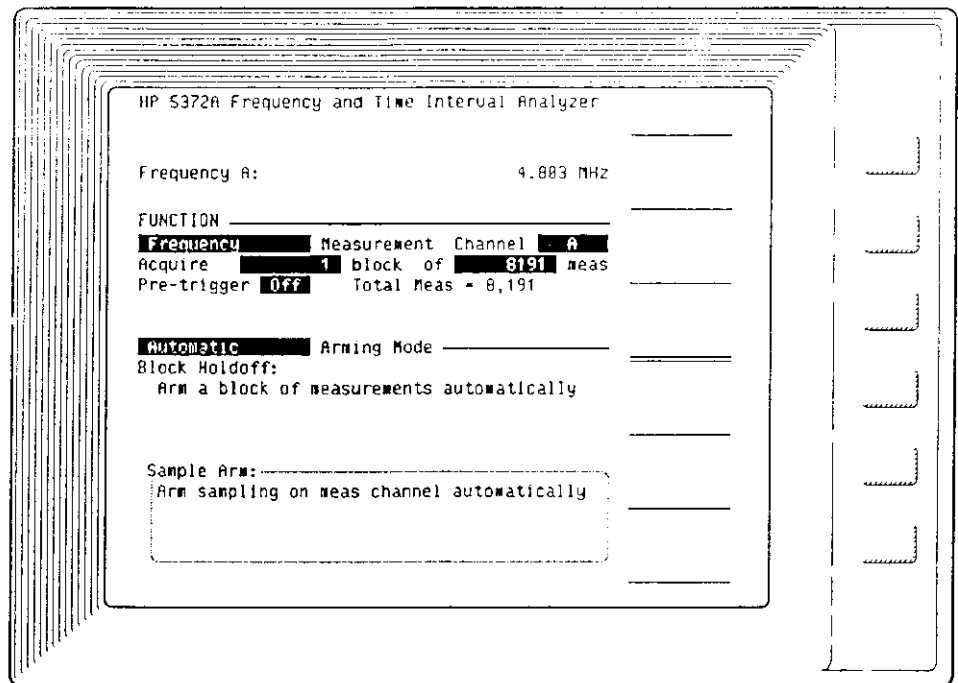 HP 5372A Frequency and Time Interval Analyzer
Frequency A: 4.883 MHz
FUNCTION
Frequency Measurement Channel A
Acquire 1 block of 8191 meas
Pre-trigger Off Total Meas = 8,191
Automatic Arming Mode
Block Holdoff:
Arm a block of measurements automatically
Sample Arm:
Arm sampling on meas channel automatically